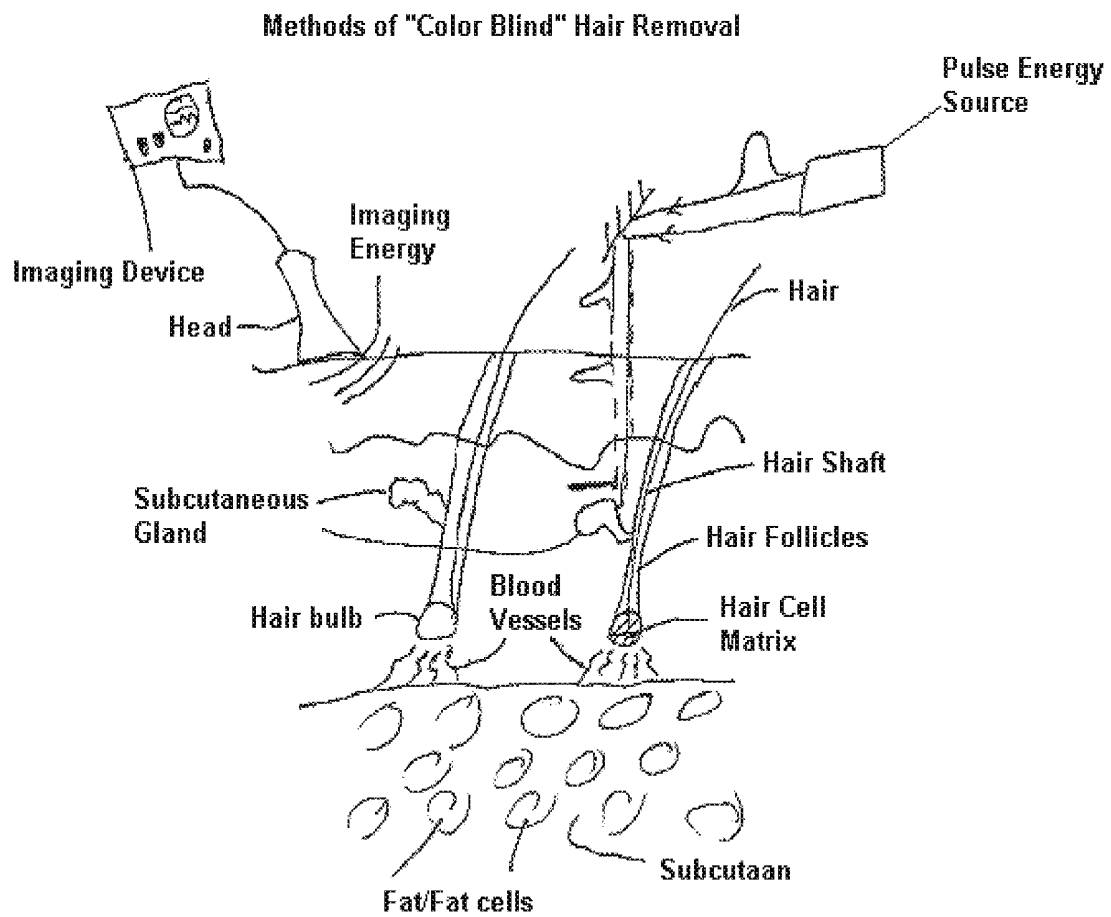 Methods of "Color Blind" Hair Removal
Pulse Energy
Source
Imaging
Energy
Imaging Device
Head
Hair
Hair Shaft
Subcutaneous
Gland
Hair Follicles
Blood
Vessels
Hair bulb
Hair Cell
Matrix
Subcutaan
Fat/Fat cells